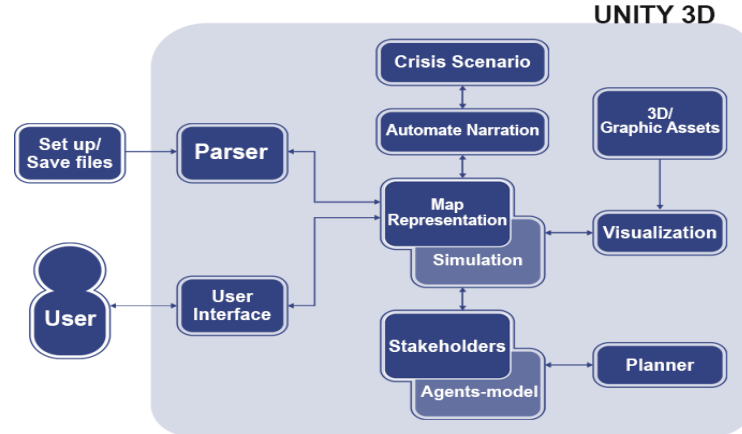 UNITY 3D
Crisis Scenario
3D/
Graphic Assets
Automate Narration
Set up/
Save files
Parser
Map
Representation
Simulation
Visualization
User
User
Interface
Stakeholders
Agents-model
Planner